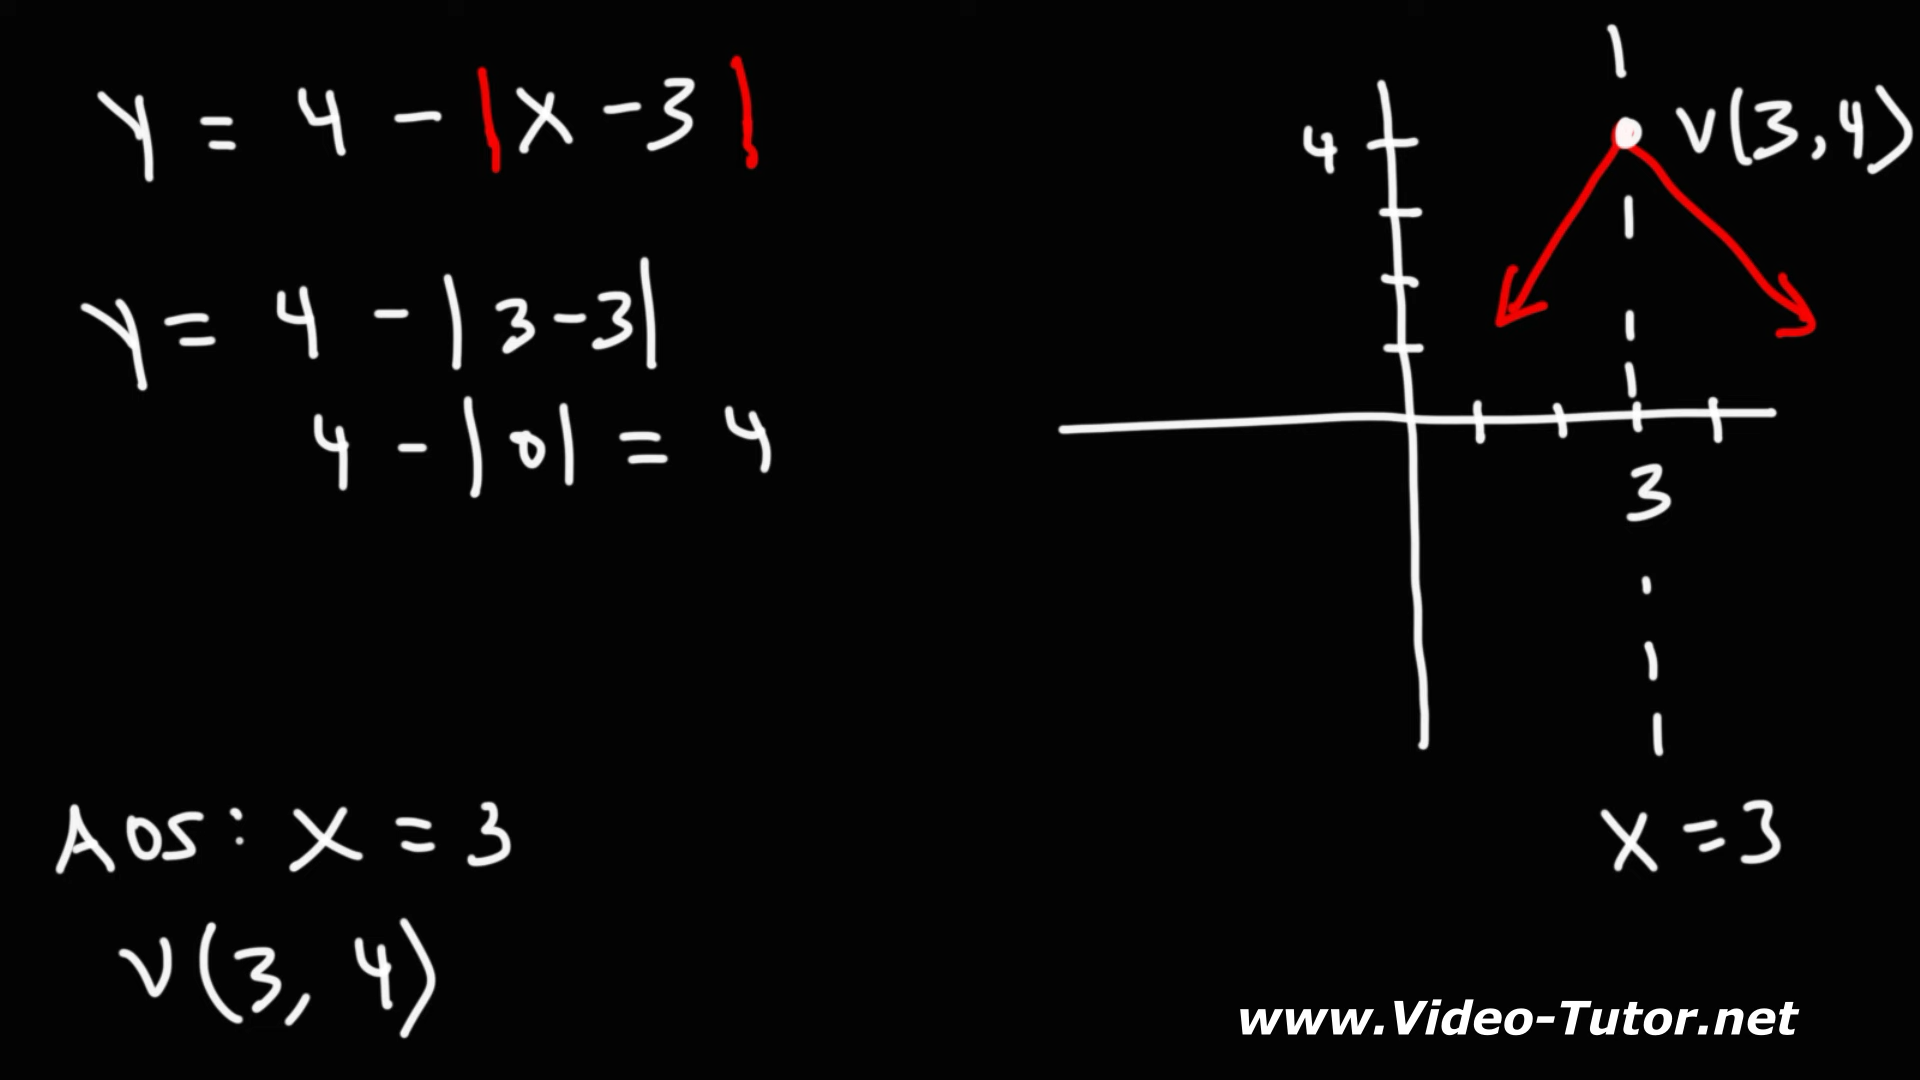 y = 4 - |x - 3|
y = 4 - |3 - 3|
4 - |0| = 4
AOS: x = 3
V(3, 4)
V(3, 4)
4
3
x = 3
www.Video-Tutor.net